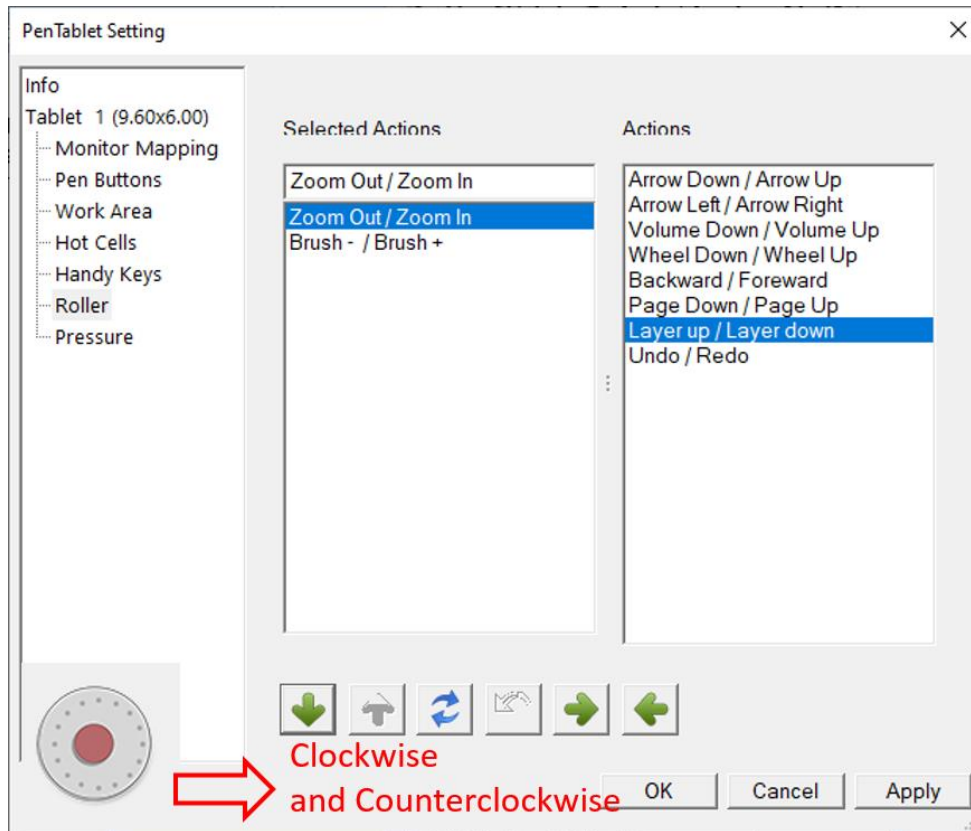 PenTablet Setting
Info
Tablet 1 (9.60x6.00)
Monitor Mapping
Pen Buttons
Work Area
Hot Cells
Handy Keys
Roller
Pressure
Selected Actions
Zoom Out / Zoom In
Zoom Out / Zoom In
Brush - / Brush +
Actions
Arrow Down / Arrow Up
Arrow Left / Arrow Right
Volume Down / Volume Up
Wheel Down / Wheel Up
Backward / Foreward
Page Down / Page Up
Layer up / Layer down
Undo / Redo
Clockwise
and Counterclockwise
OK Cancel Apply